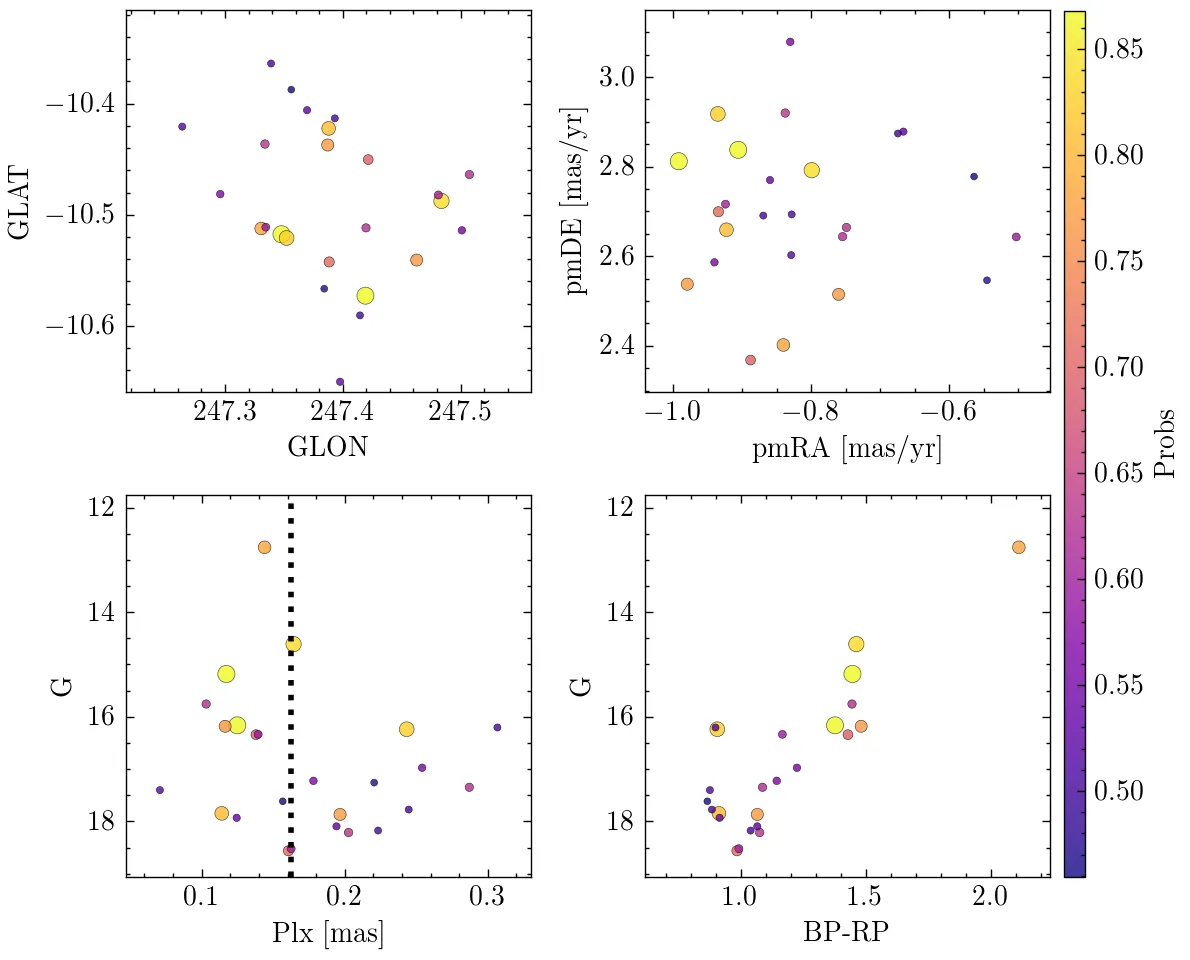 −10.4
−10.5
−10.6
GLAT
247.3 247.4 247.5
GLON
3.0
2.8
2.6
2.4
pmDE [mas/yr]
−1.0 −0.8 −0.6
pmRA [mas/yr]
12
14
16
18
G
0.1 0.2 0.3
Plx [mas]
12
14
16
18
G
1.0 1.5 2.0
BP-RP
0.85
0.80
0.75
0.70
0.65
0.60
0.55
0.50
Probs